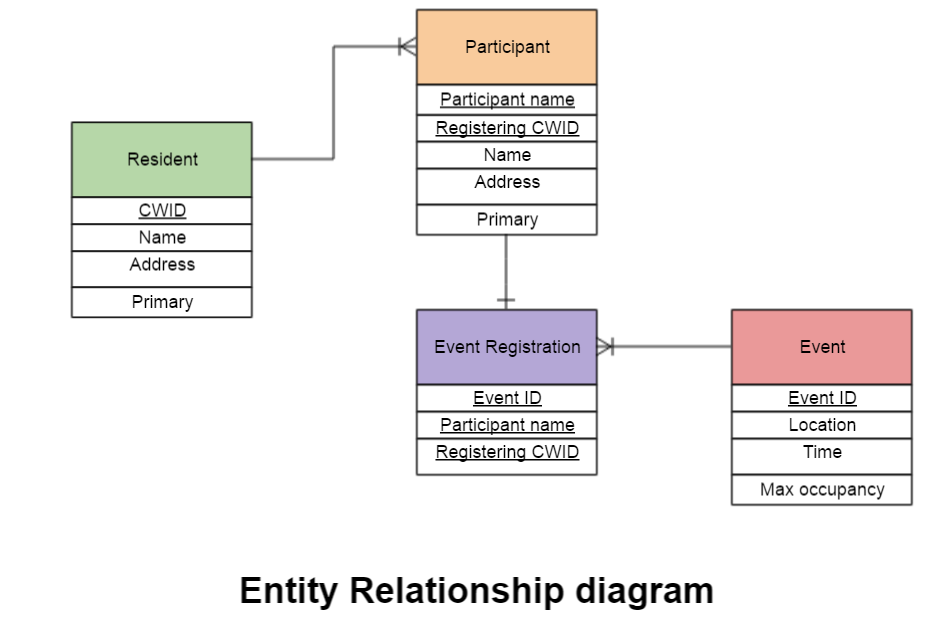 Participant
Participant name
Registering CWID
Name
Address
Primary
Resident
CWID
Name
Address
Primary
Event Registration
Event ID
Participant name
Registering CWID
Event
Event ID
Location
Time
Max occupancy
Entity Relationship diagram